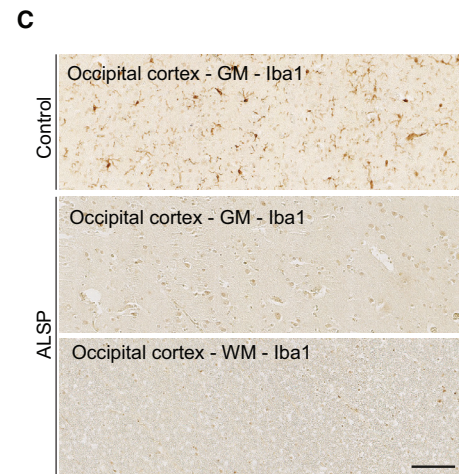 C
Control
Occipital cortex - GM - Iba1
ALSP
Occipital cortex - GM - Iba1
Occipital cortex - WM - Iba1